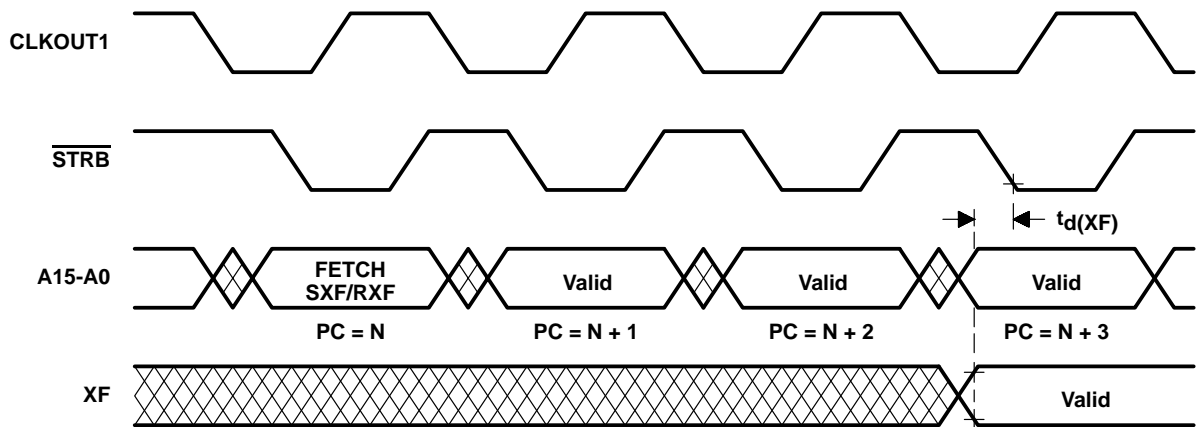 CLKOUT1
STRB
td(XF)
A15-A0
FETCH
SXF/RXF
Valid
Valid
Valid
PC = N
PC = N + 1
PC = N + 2
PC = N + 3
XF
Valid